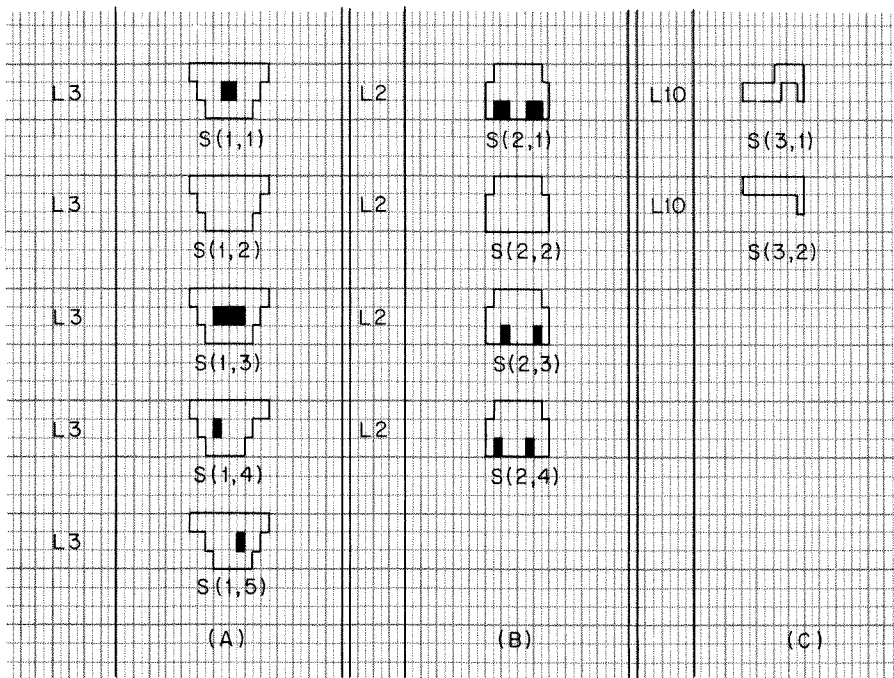 L3 L2 L10
S(1,1) S(2,1) S(3,1)
L3 L2 L10
S(1,2) S(2,2) S(3,2)
L3 L2
S(1,3) S(2,3)
L3 L2
S(1,4) S(2,4)
L3
S(1,5)
(A) (B) (C)